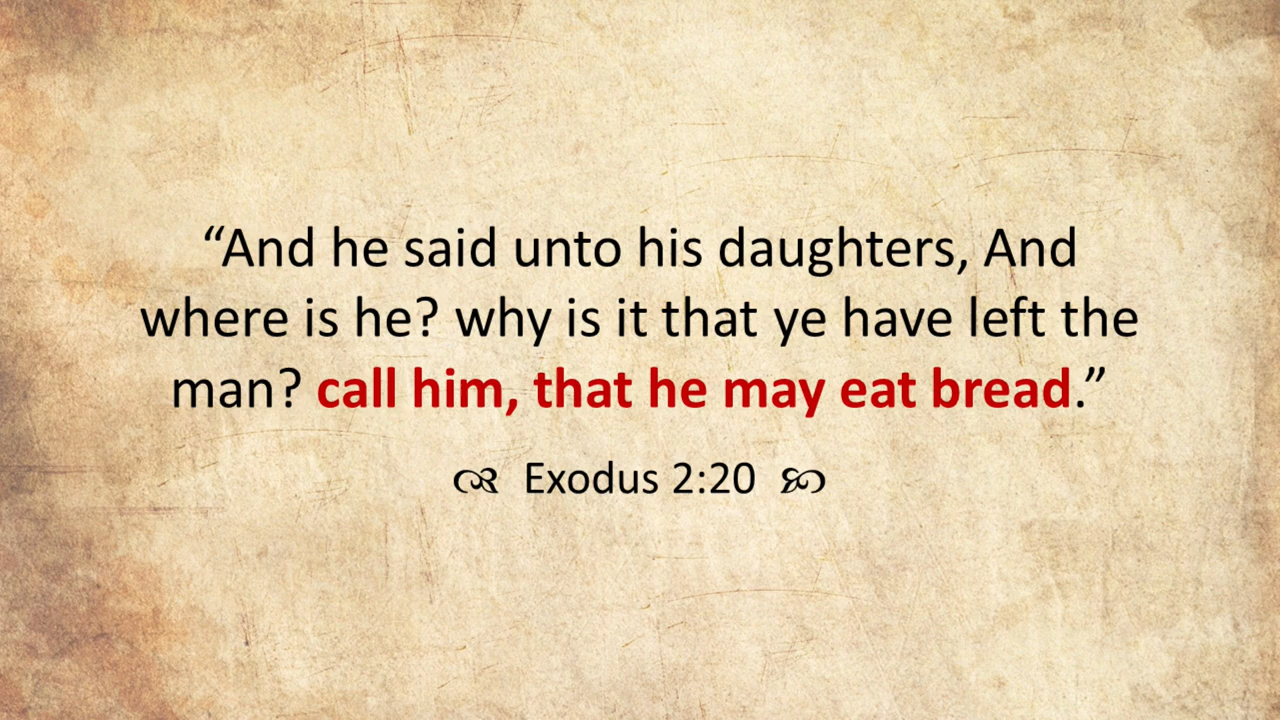 “And he said unto his daughters, And
where is he? why is it that ye have left the
man? call him, that he may eat bread.”
Exodus 2:20